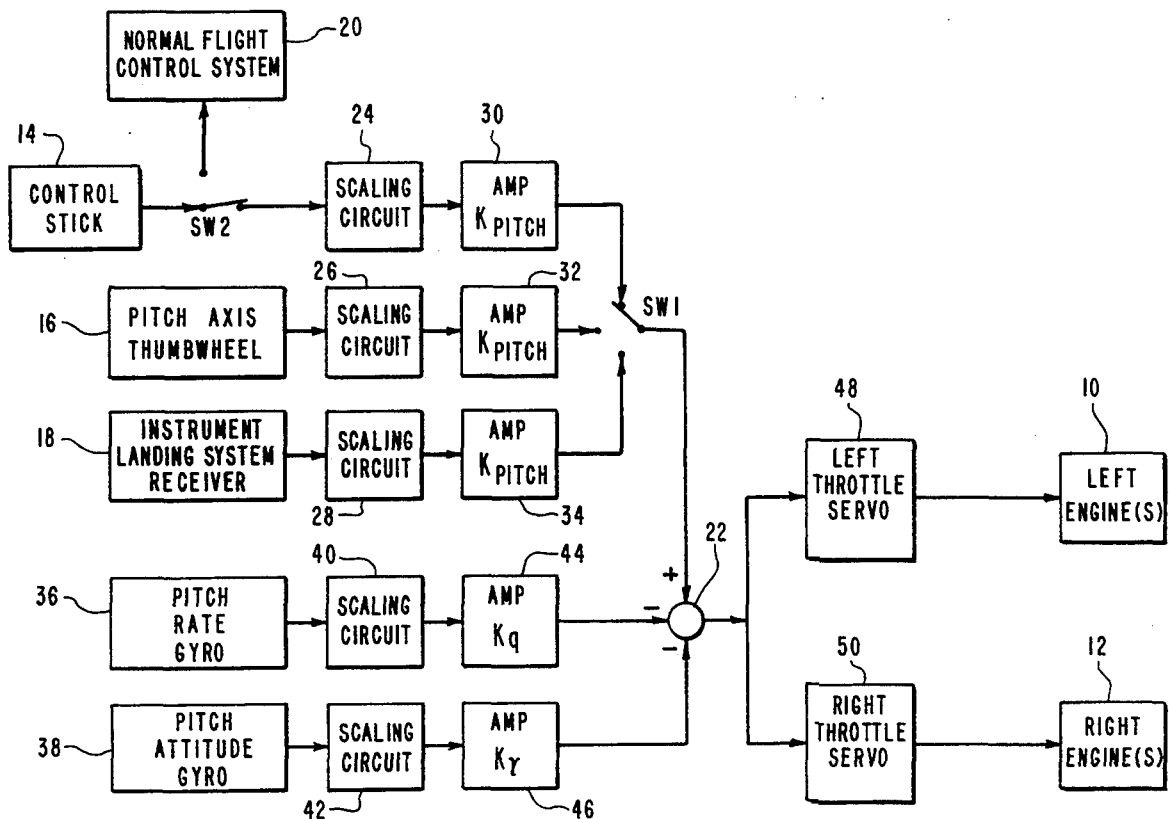 NORMAL FLIGHT
CONTROL SYSTEM
20
14
CONTROL
STICK
SW2
24
SCALING
CIRCUIT
30
AMP
K PITCH
16
PITCH AXIS
THUMBWHEEL
26
SCALING
CIRCUIT
32
AMP
K PITCH
SW1
18
INSTRUMENT
LANDING SYSTEM
RECEIVER
SCALING
CIRCUIT
28
AMP
K PITCH
34
36
PITCH
RATE
GYRO
40
SCALING
CIRCUIT
44
AMP
Kq
38
PITCH
ATTITUDE
GYRO
SCALING
CIRCUIT
42
AMP
Kγ
46
+
-
-
22
48
LEFT
THROTTLE
SERVO
10
LEFT
ENGINE(S)
50
RIGHT
THROTTLE
SERVO
12
RIGHT
ENGINE(S)